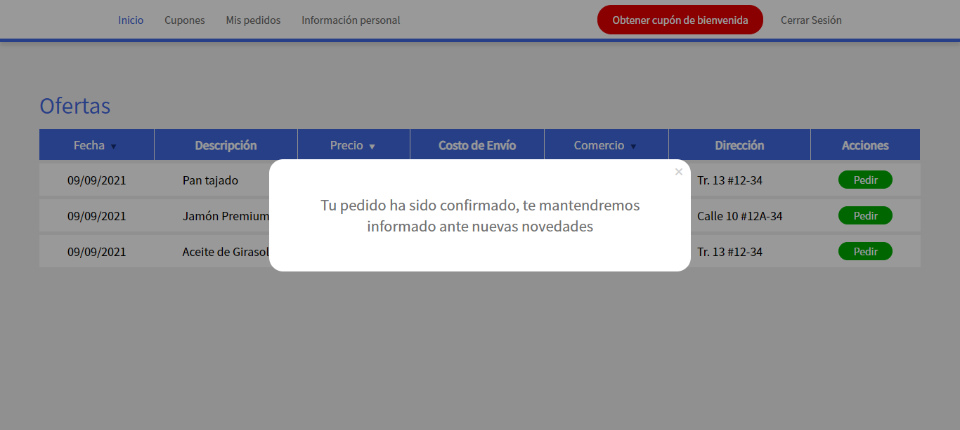 Inicio Cupones Mis pedidos Información personal Obtener cupón de bienvenida Cerrar Sesión
Ofertas
Fecha ▼ Descripción Precio ▼ Costo de Envío Comercio ▼ Dirección Acciones
×
09/09/2021 Pan tajado Tr. 13 #12-34 Pedir
Tu pedido ha sido confirmado, te mantendremos
informado ante nuevas novedades
09/09/2021 Jamón Premium Calle 10 #12A-34 Pedir
09/09/2021 Aceite de Girasol Tr. 13 #12-34 Pedir